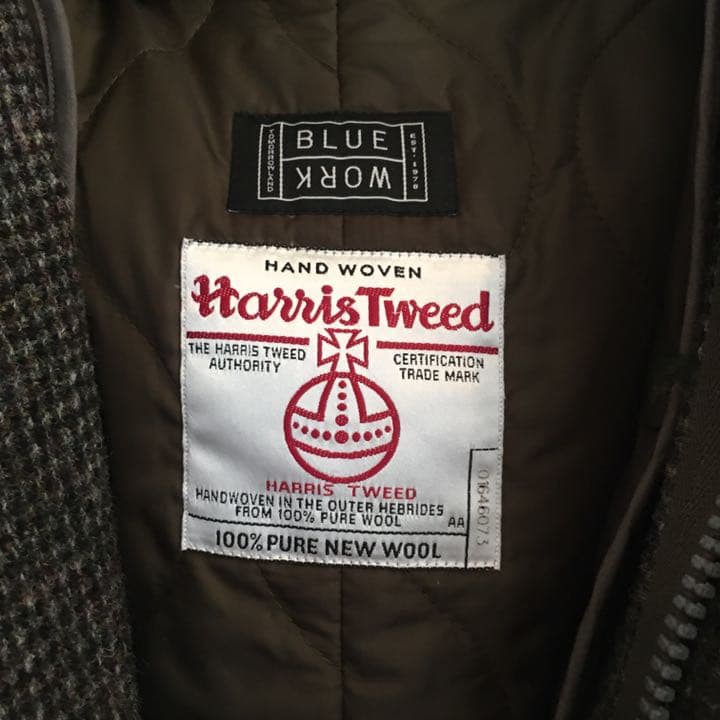 TOMORROWLAND
BLUE
WORK
EST·1978
HAND WOVEN
Harris Tweed
THE HARRIS TWEED
AUTHORITY
CERTIFICATION
TRADE MARK
HARRIS TWEED
HANDWOVEN IN THE OUTER HEBRIDES
FROM 100% PURE WOOL
AA
01646073
100% PURE NEW WOOL